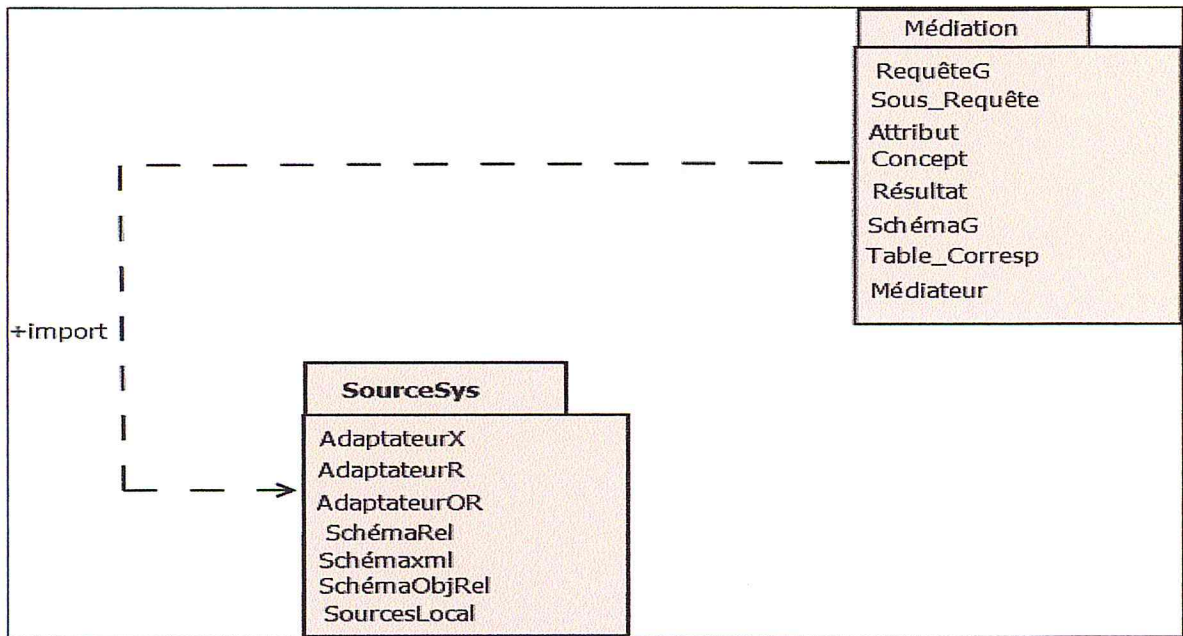 Médiation
RequêteG
Sous_Requête
Attribut
Concept
Résultat
SchémaG
Table_Corresp
Médiateur
+import
SourceSys
AdaptateurX
AdaptateurR
AdaptateurOR
SchémaRel
Schémaxml
SchémaObjRel
SourcesLocal